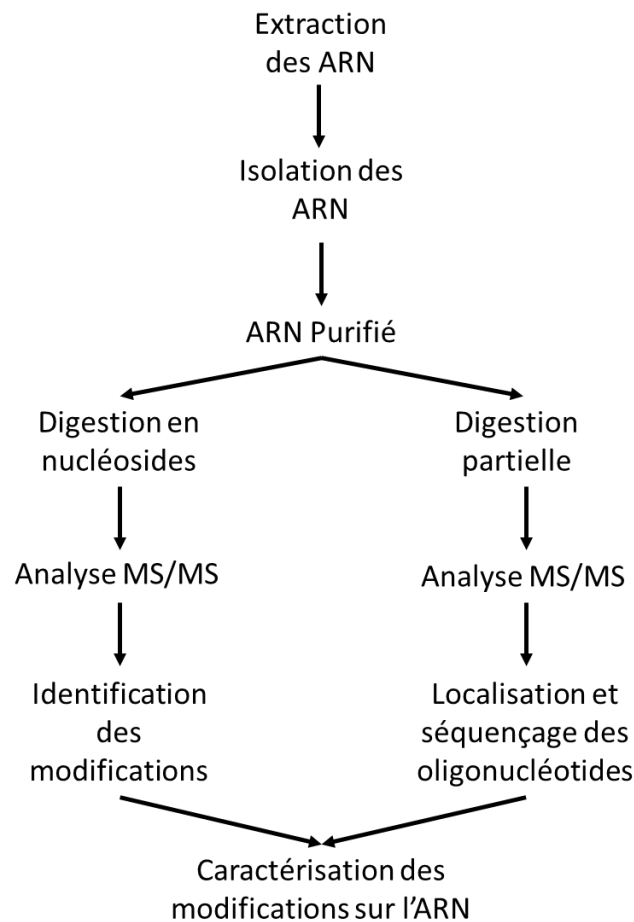 Extraction
des ARN
Isolation des
ARN
ARN Purifié
Digestion en
nucléosides
Analyse MS/MS
Identification
des
modifications
Digestion
partielle
Analyse MS/MS
Localisation et
séquençage des
oligonucléotides
Caractérisation des
modifications sur l'ARN